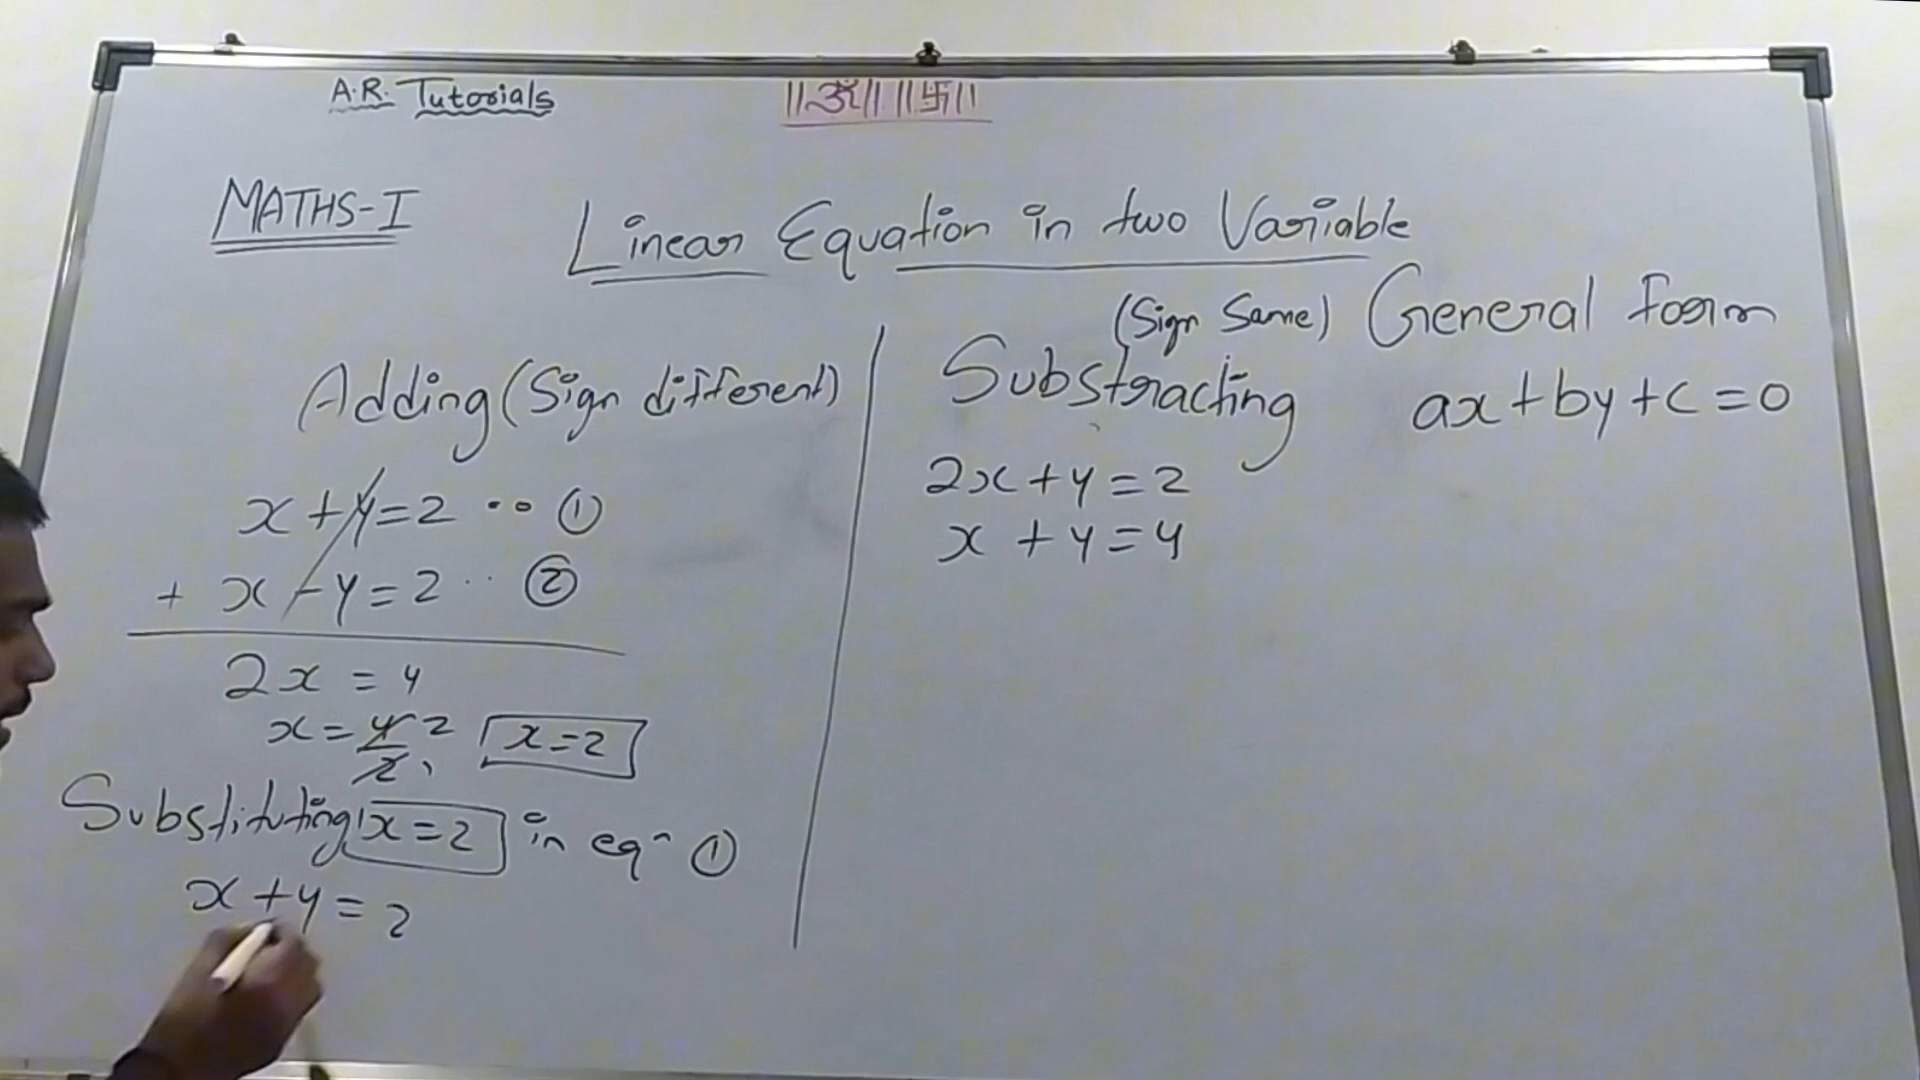 A.R. Tutorials
||ॐ|| ||卐||
MATHS-I
Linear Equation in two Variable
Adding (Sign different)
x + y = 2 .. ①
+ x - y = 2 .. ②
2x = 4
x = 4/2 2
x = 2
Substituting x = 2 in eqn ①
x + y = 2
(Sign Same)
Substracting
2x + y = 2
x + y = 4
General form
ax + by + c = 0